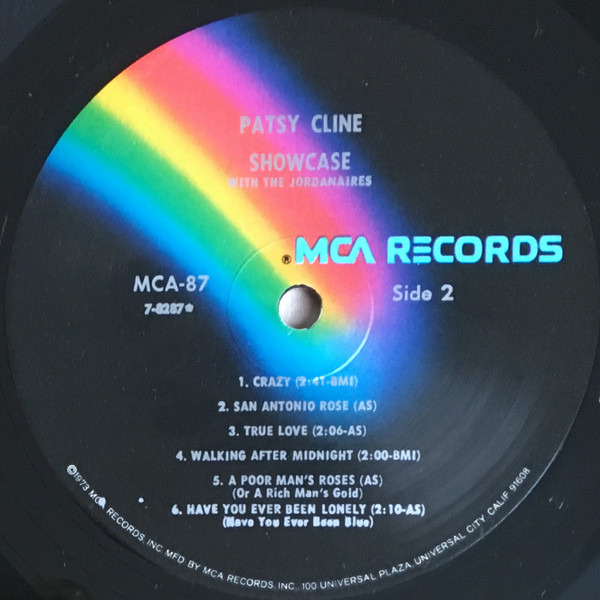 PATSY CLINE
SHOWCASE
WITH THE JORDANAIRES
® MCA RECORDS
MCA-87
7-8287*
Side 2
1. CRAZY (2:41-BMI)
2. SAN ANTONIO ROSE (AS)
3. TRUE LOVE (2:06-AS)
4. WALKING AFTER MIDNIGHT (2:00-BMI)
5. A POOR MAN'S ROSES (AS)
(Or A Rich Man's Gold)
6. HAVE YOU EVER BEEN LONELY (2:10-AS)
(Have You Ever Been Blue)
©1973 MCA RECORDS, INC. MFD BY MCA RECORDS, INC., 100 UNIVERSAL PLAZA, UNIVERSAL CITY, CALIF. 91608